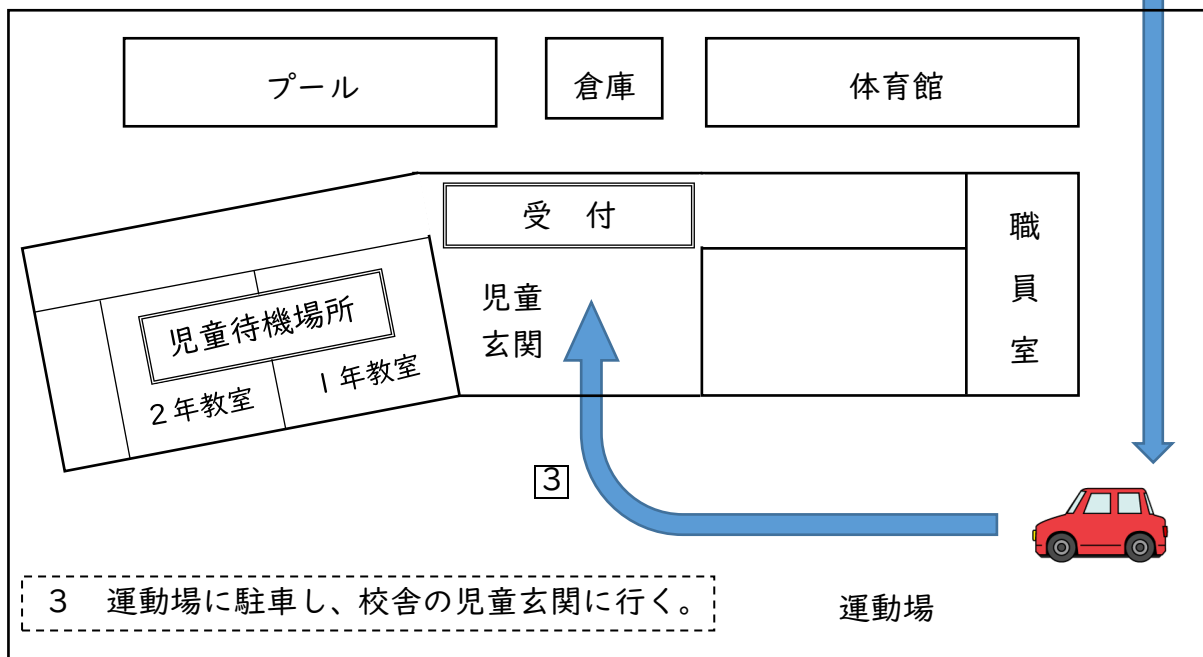 プール
倉庫
体育館
受 付
職員室
児童
玄関
児童待機場所
2年教室
1年教室
3
3 運動場に駐車し、校舎の児童玄関に行く。
運動場